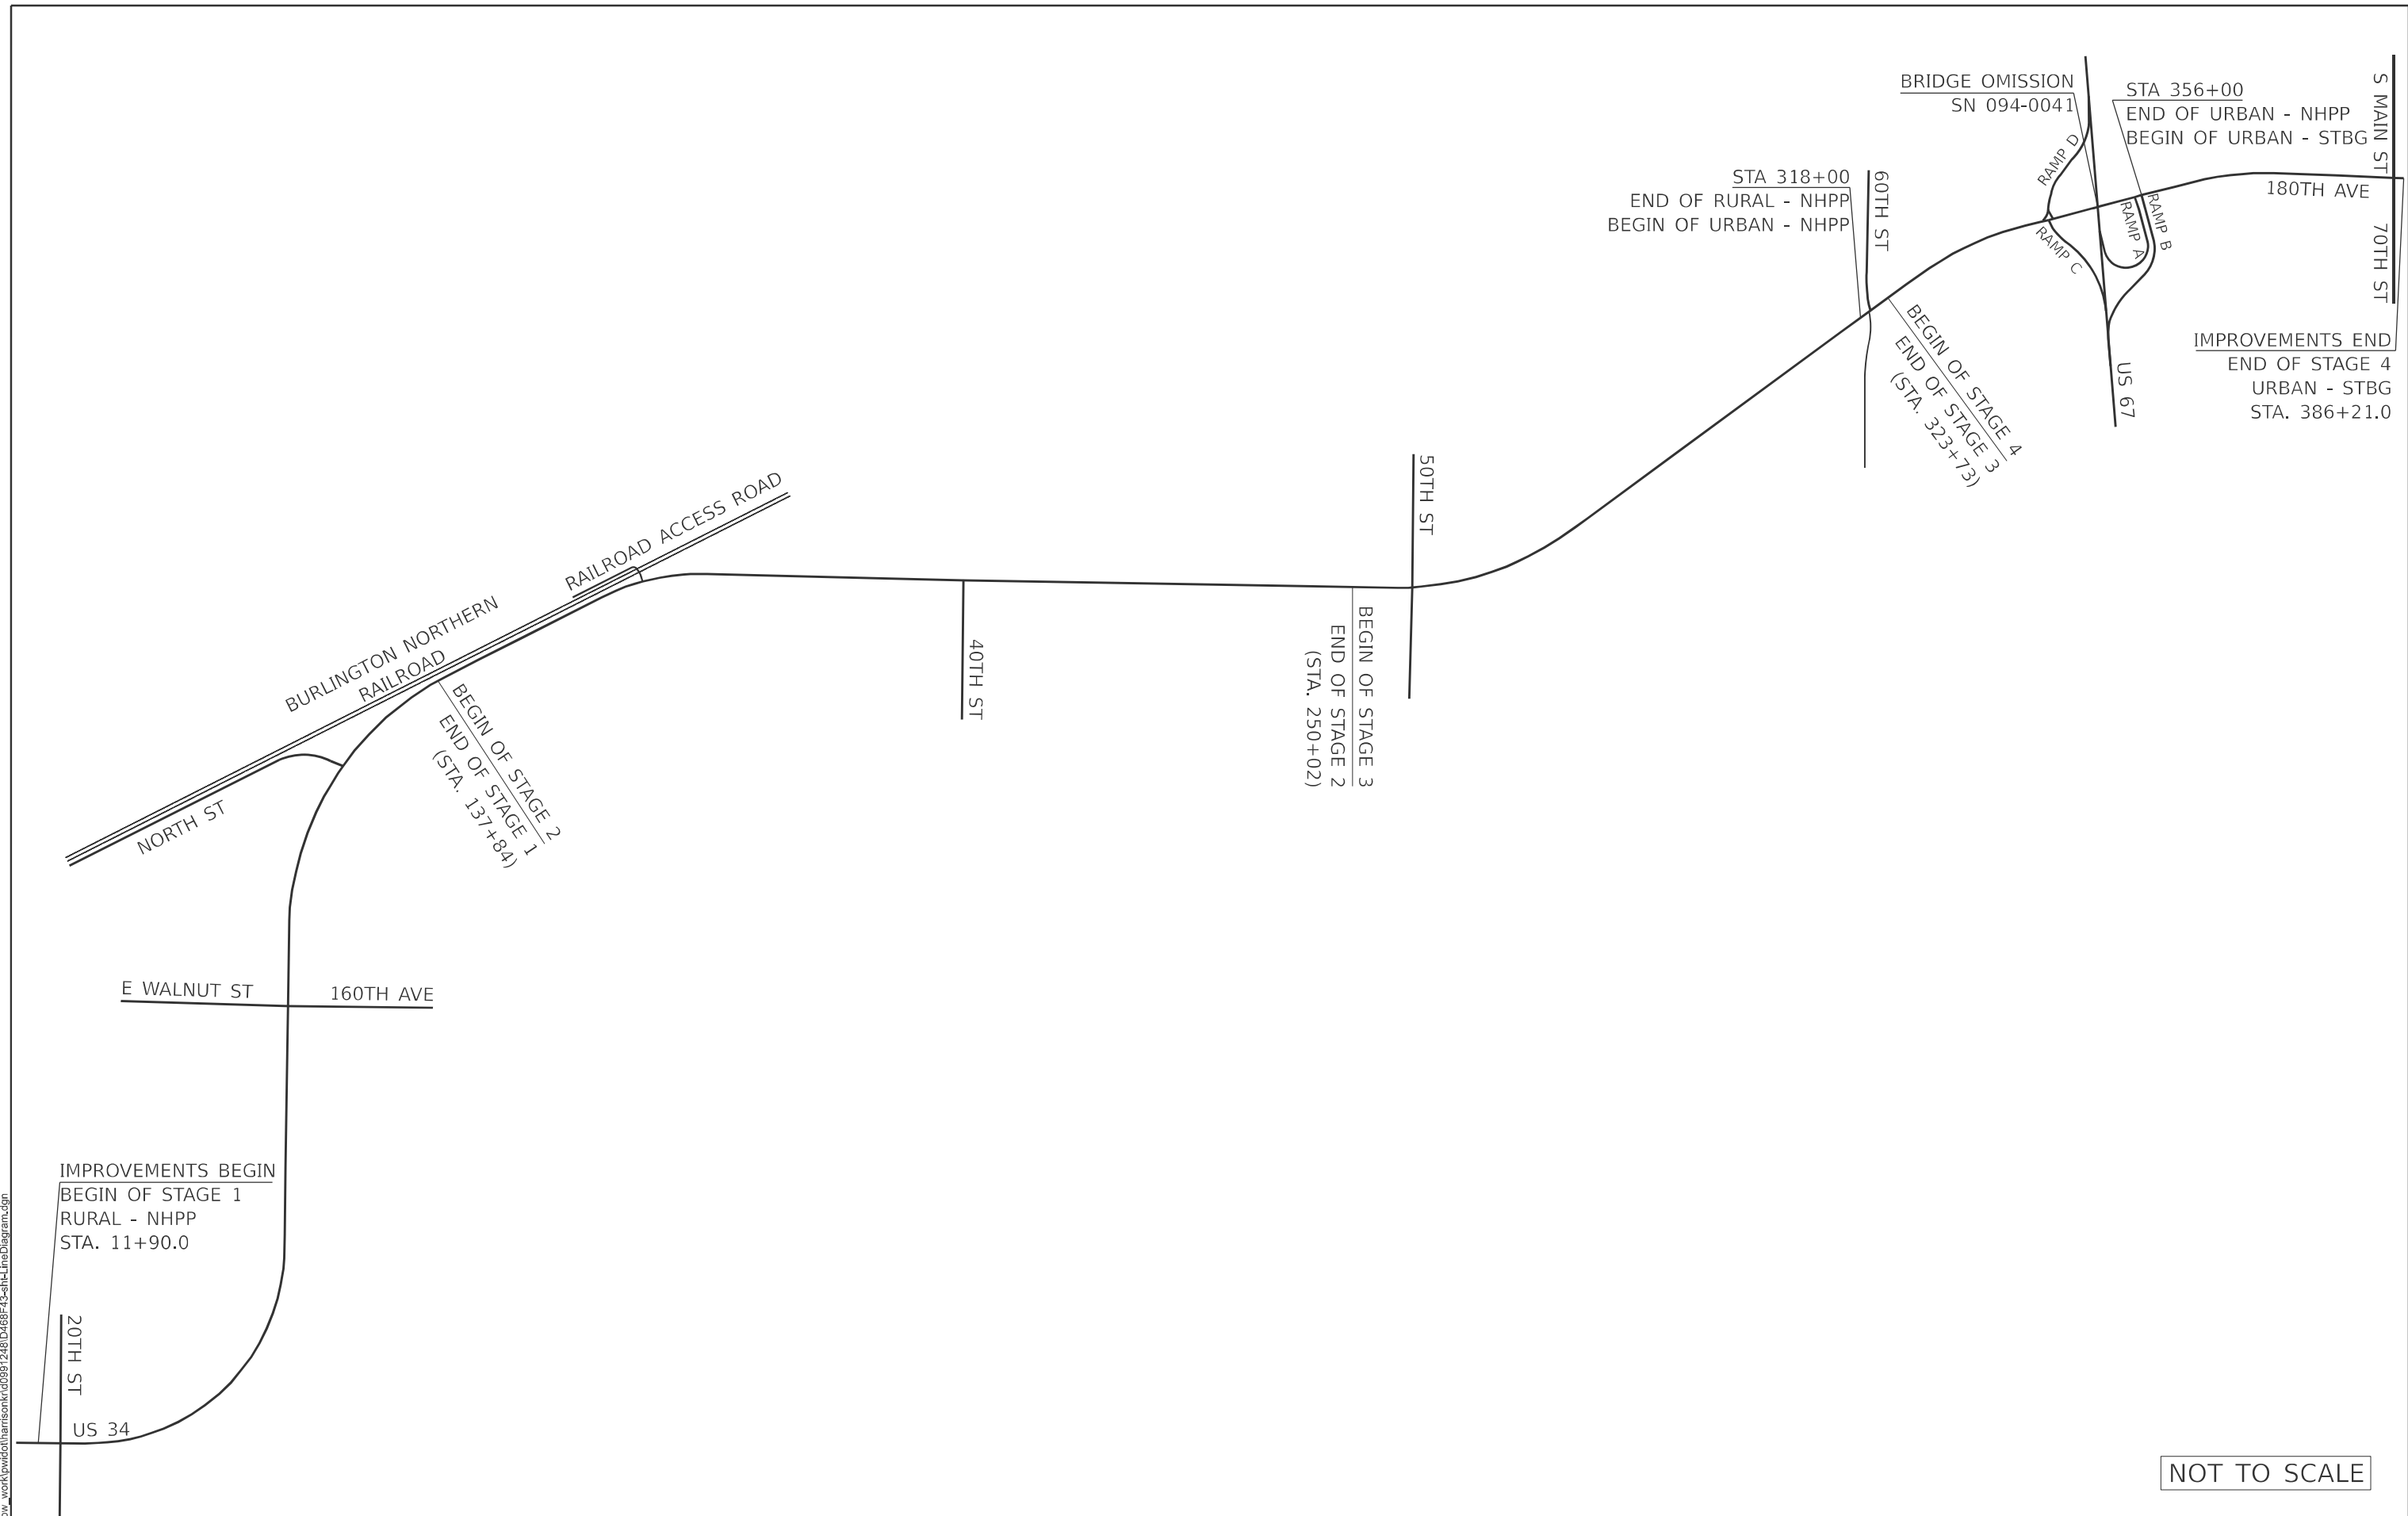 BRIDGE OMISSION
SN 094-0041
STA 356+00
END OF URBAN - NHPP
BEGIN OF URBAN - STBG
S MAIN ST
180TH AVE
70TH ST
RAMP D
RAMP C
RAMP A
RAMP B
US 67
STA 318+00
END OF RURAL - NHPP
BEGIN OF URBAN - NHPP
60TH ST
BEGIN OF STAGE 4
END OF STAGE 3
(STA. 323+73)
IMPROVEMENTS END
END OF STAGE 4
URBAN - STBG
STA. 386+21.0
50TH ST
BEGIN OF STAGE 3
END OF STAGE 2
(STA. 250+02)
40TH ST
RAILROAD ACCESS ROAD
BURLINGTON NORTHERN
RAILROAD
BEGIN OF STAGE 2
END OF STAGE 1
(STA. 137+84)
NORTH ST
E WALNUT ST
160TH AVE
IMPROVEMENTS BEGIN
BEGIN OF STAGE 1
RURAL - NHPP
STA. 11+90.0
20TH ST
US 34
NOT TO SCALE